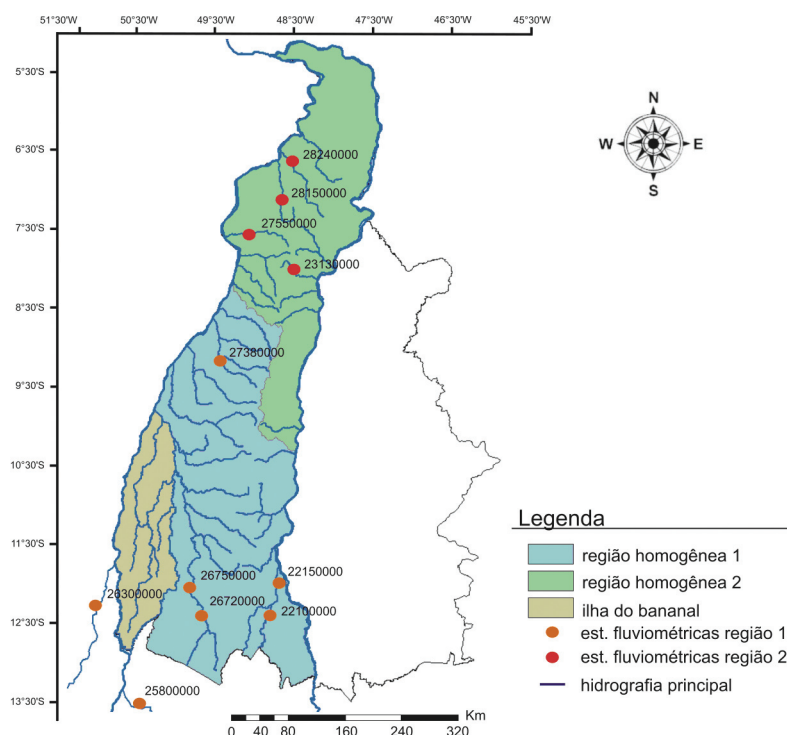 51°30'W 50°30'W 49°30'W 48°30'W 47°30'W 46°30'W 45°30'W
5°30'S
6°30'S
7°30'S
8°30'S
9°30'S
10°30'S
11°30'S
12°30'S
13°30'S
N
W E
S
28240000
28150000
27550000
23130000
27380000
26750000
22150000
26300000
26720000
22100000
25800000
Legenda
região homogênea 1
região homogênea 2
ilha do bananal
est. fluviométricas região 1
est. fluviométricas região 2
hidrografia principal
Km
0 40 80 160 240 320